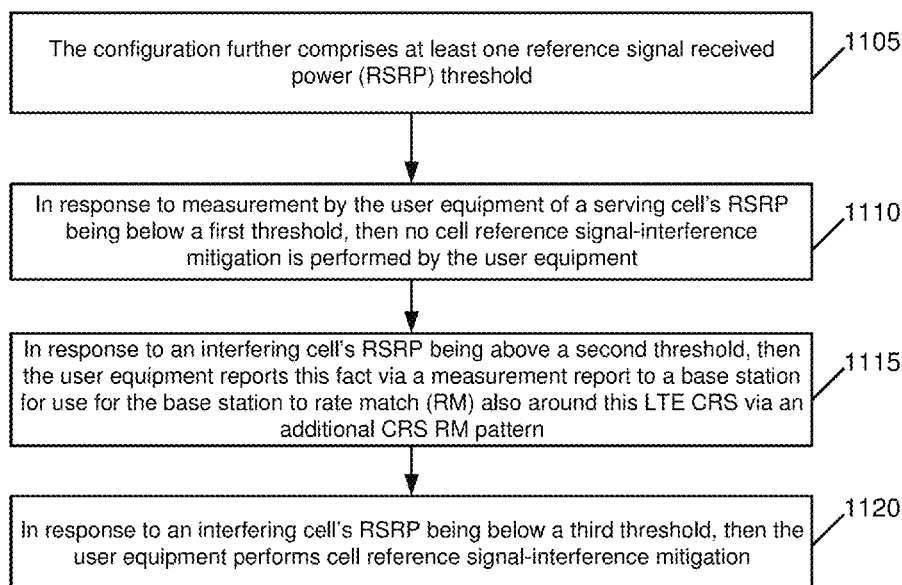 The configuration further comprises at least one reference signal received
power (RSRP) threshold
1105
In response to measurement by the user equipment of a serving cell's RSRP
being below a first threshold, then no cell reference signal-interference
mitigation is performed by the user equipment
1110
In response to an interfering cell's RSRP being above a second threshold, then
the user equipment reports this fact via a measurement report to a base station
for use for the base station to rate match (RM) also around this LTE CRS via an
additional CRS RM pattern
1115
In response to an interfering cell's RSRP being below a third threshold, then the
user equipment performs cell reference signal-interference mitigation
1120